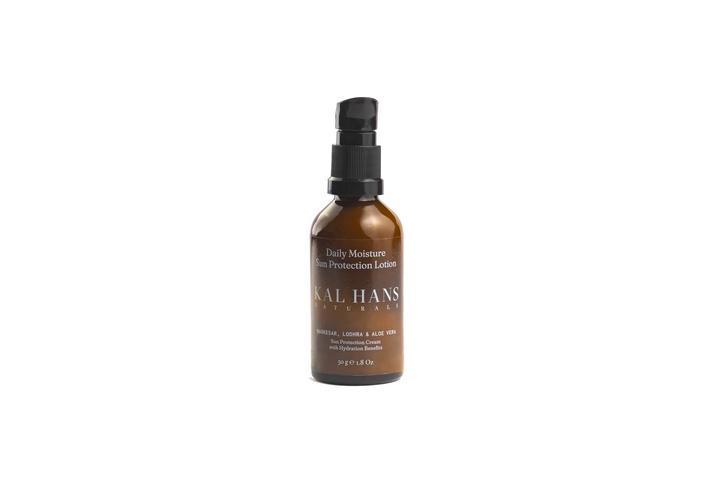 Daily Moisture
Sun Protection Lotion
KAL HANS
NATURALS
NAGKESAR, LODHRA & ALOE VERA
Sun Protection Cream
with Hydration Benefits
50 g ℮ 1.8 Oz.